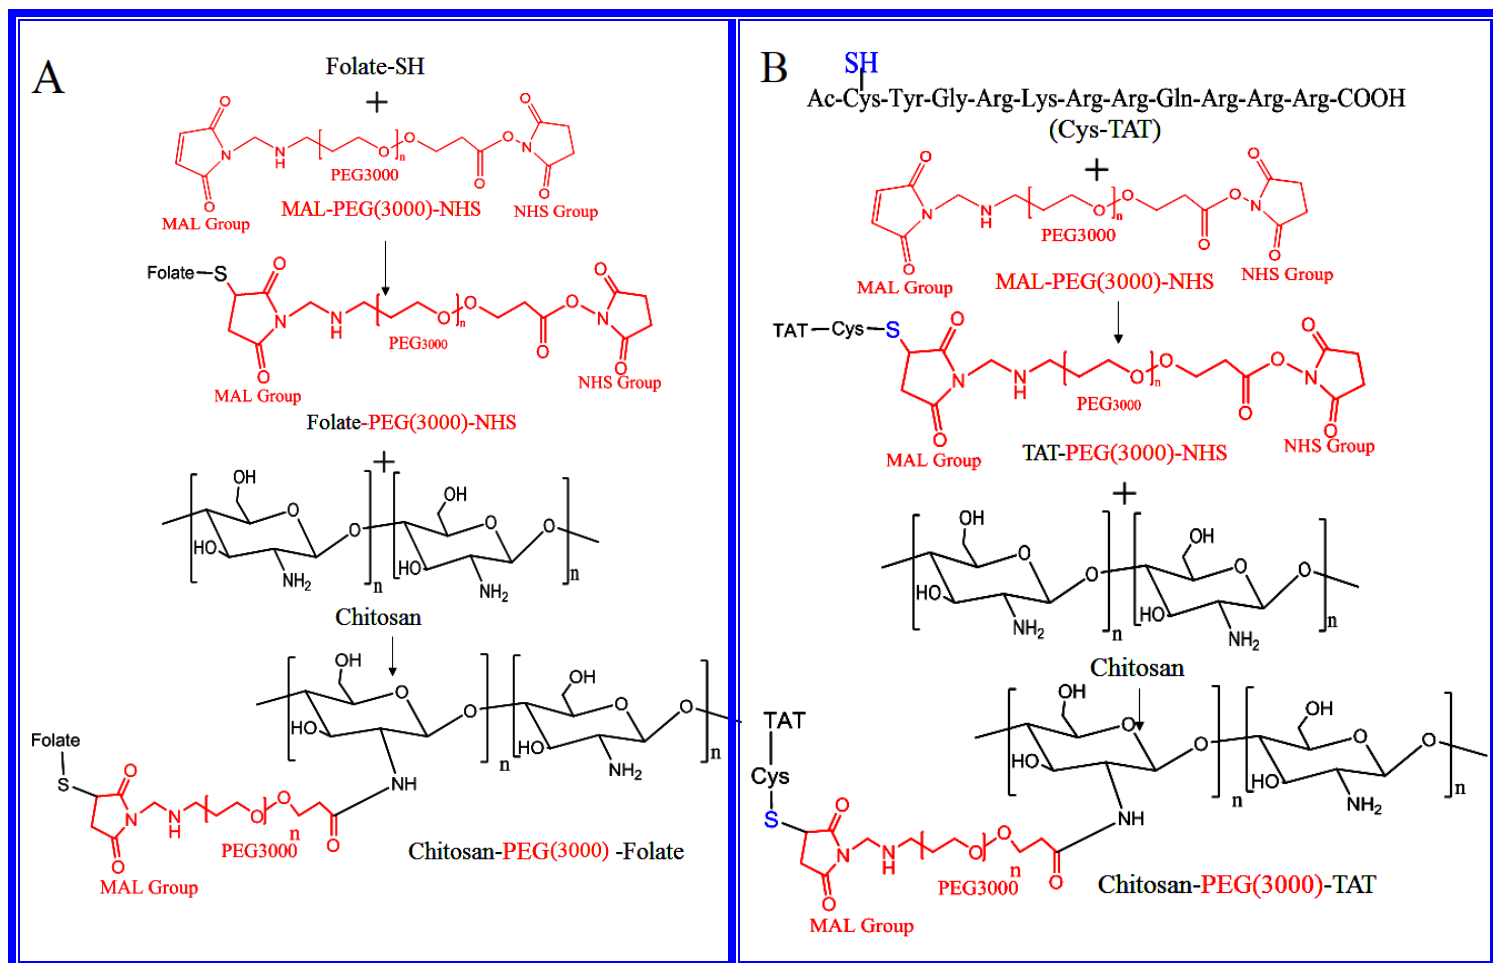 A
Folate-SH
+
O
N
O
N
H
O
n
O
O
O
O
N
O
O
PEG3000
MAL Group
MAL-PEG(3000)-NHS
NHS Group
Folate
S
O
N
O
N
H
O
n
O
O
O
O
N
O
O
PEG3000
MAL Group
NHS Group
Folate-PEG(3000)-NHS
+
OH
O
HO
NH2
O
n
OH
O
HO
NH2
O
n
Chitosan
OH
O
HO
O
n
OH
O
HO
NH2
O
n
Folate
S
NH
O
N
O
N
H
O
n
O
O
PEG3000
MAL Group
Chitosan-PEG(3000) -Folate
B
SH
Ac-Cys-Tyr-Gly-Arg-Lys-Arg-Arg-Gln-Arg-Arg-Arg-COOH
(Cys-TAT)
+
O
N
O
N
H
O
n
O
O
O
O
N
O
O
PEG3000
MAL Group
MAL-PEG(3000)-NHS
NHS Group
TAT
Cys
S
O
N
O
N
H
O
n
O
O
O
O
N
O
O
PEG3000
MAL Group
NHS Group
TAT-PEG(3000)-NHS
+
OH
O
HO
NH2
O
n
OH
O
HO
NH2
O
n
Chitosan
OH
O
HO
O
n
OH
O
HO
NH2
O
n
TAT
Cys
S
NH
O
N
O
N
H
O
n
O
O
PEG3000
MAL Group
Chitosan-PEG(3000)-TAT